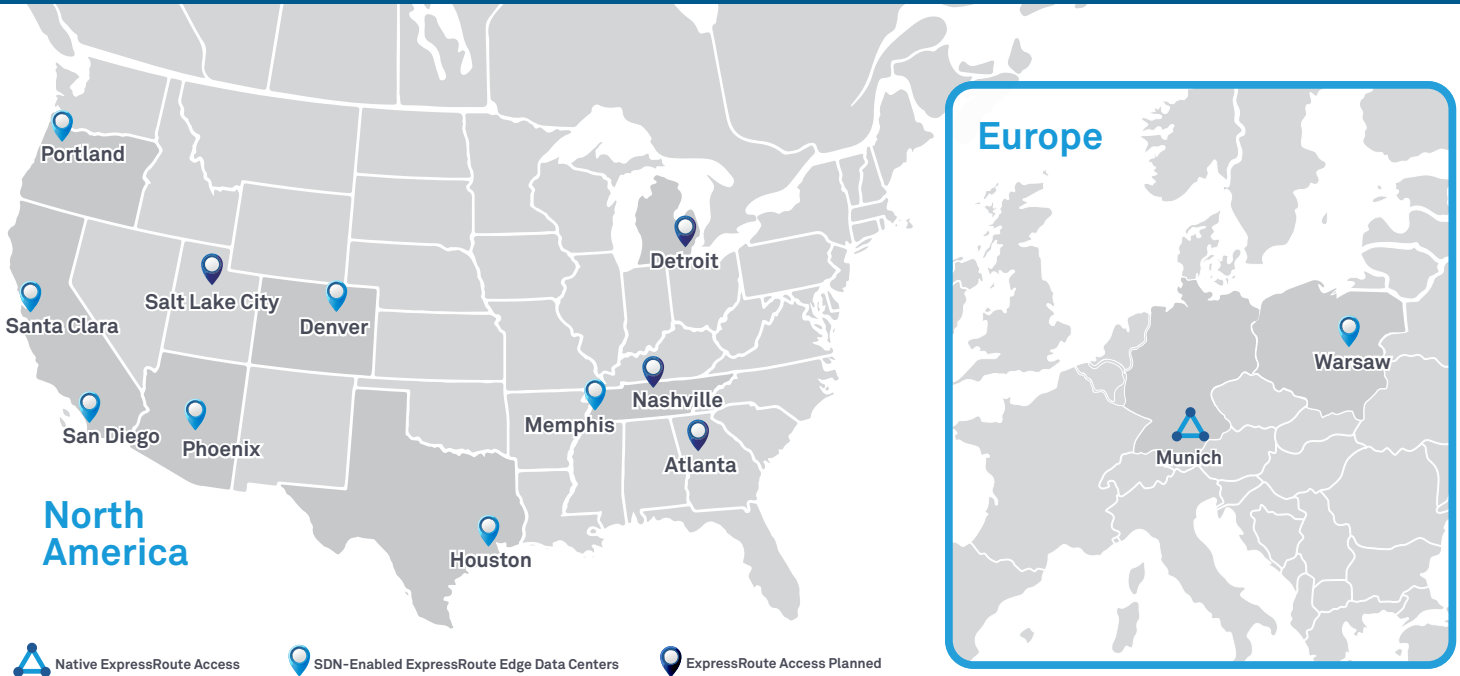 Europe
Portland
Detroit
Salt Lake City
Santa Clara
Denver
Warsaw
Nashville
Memphis
San Diego
Phoenix
Atlanta
Munich
North
America
Houston
Native ExpressRoute Access
SDN-Enabled ExpressRoute Edge Data Centers
ExpressRoute Access Planned